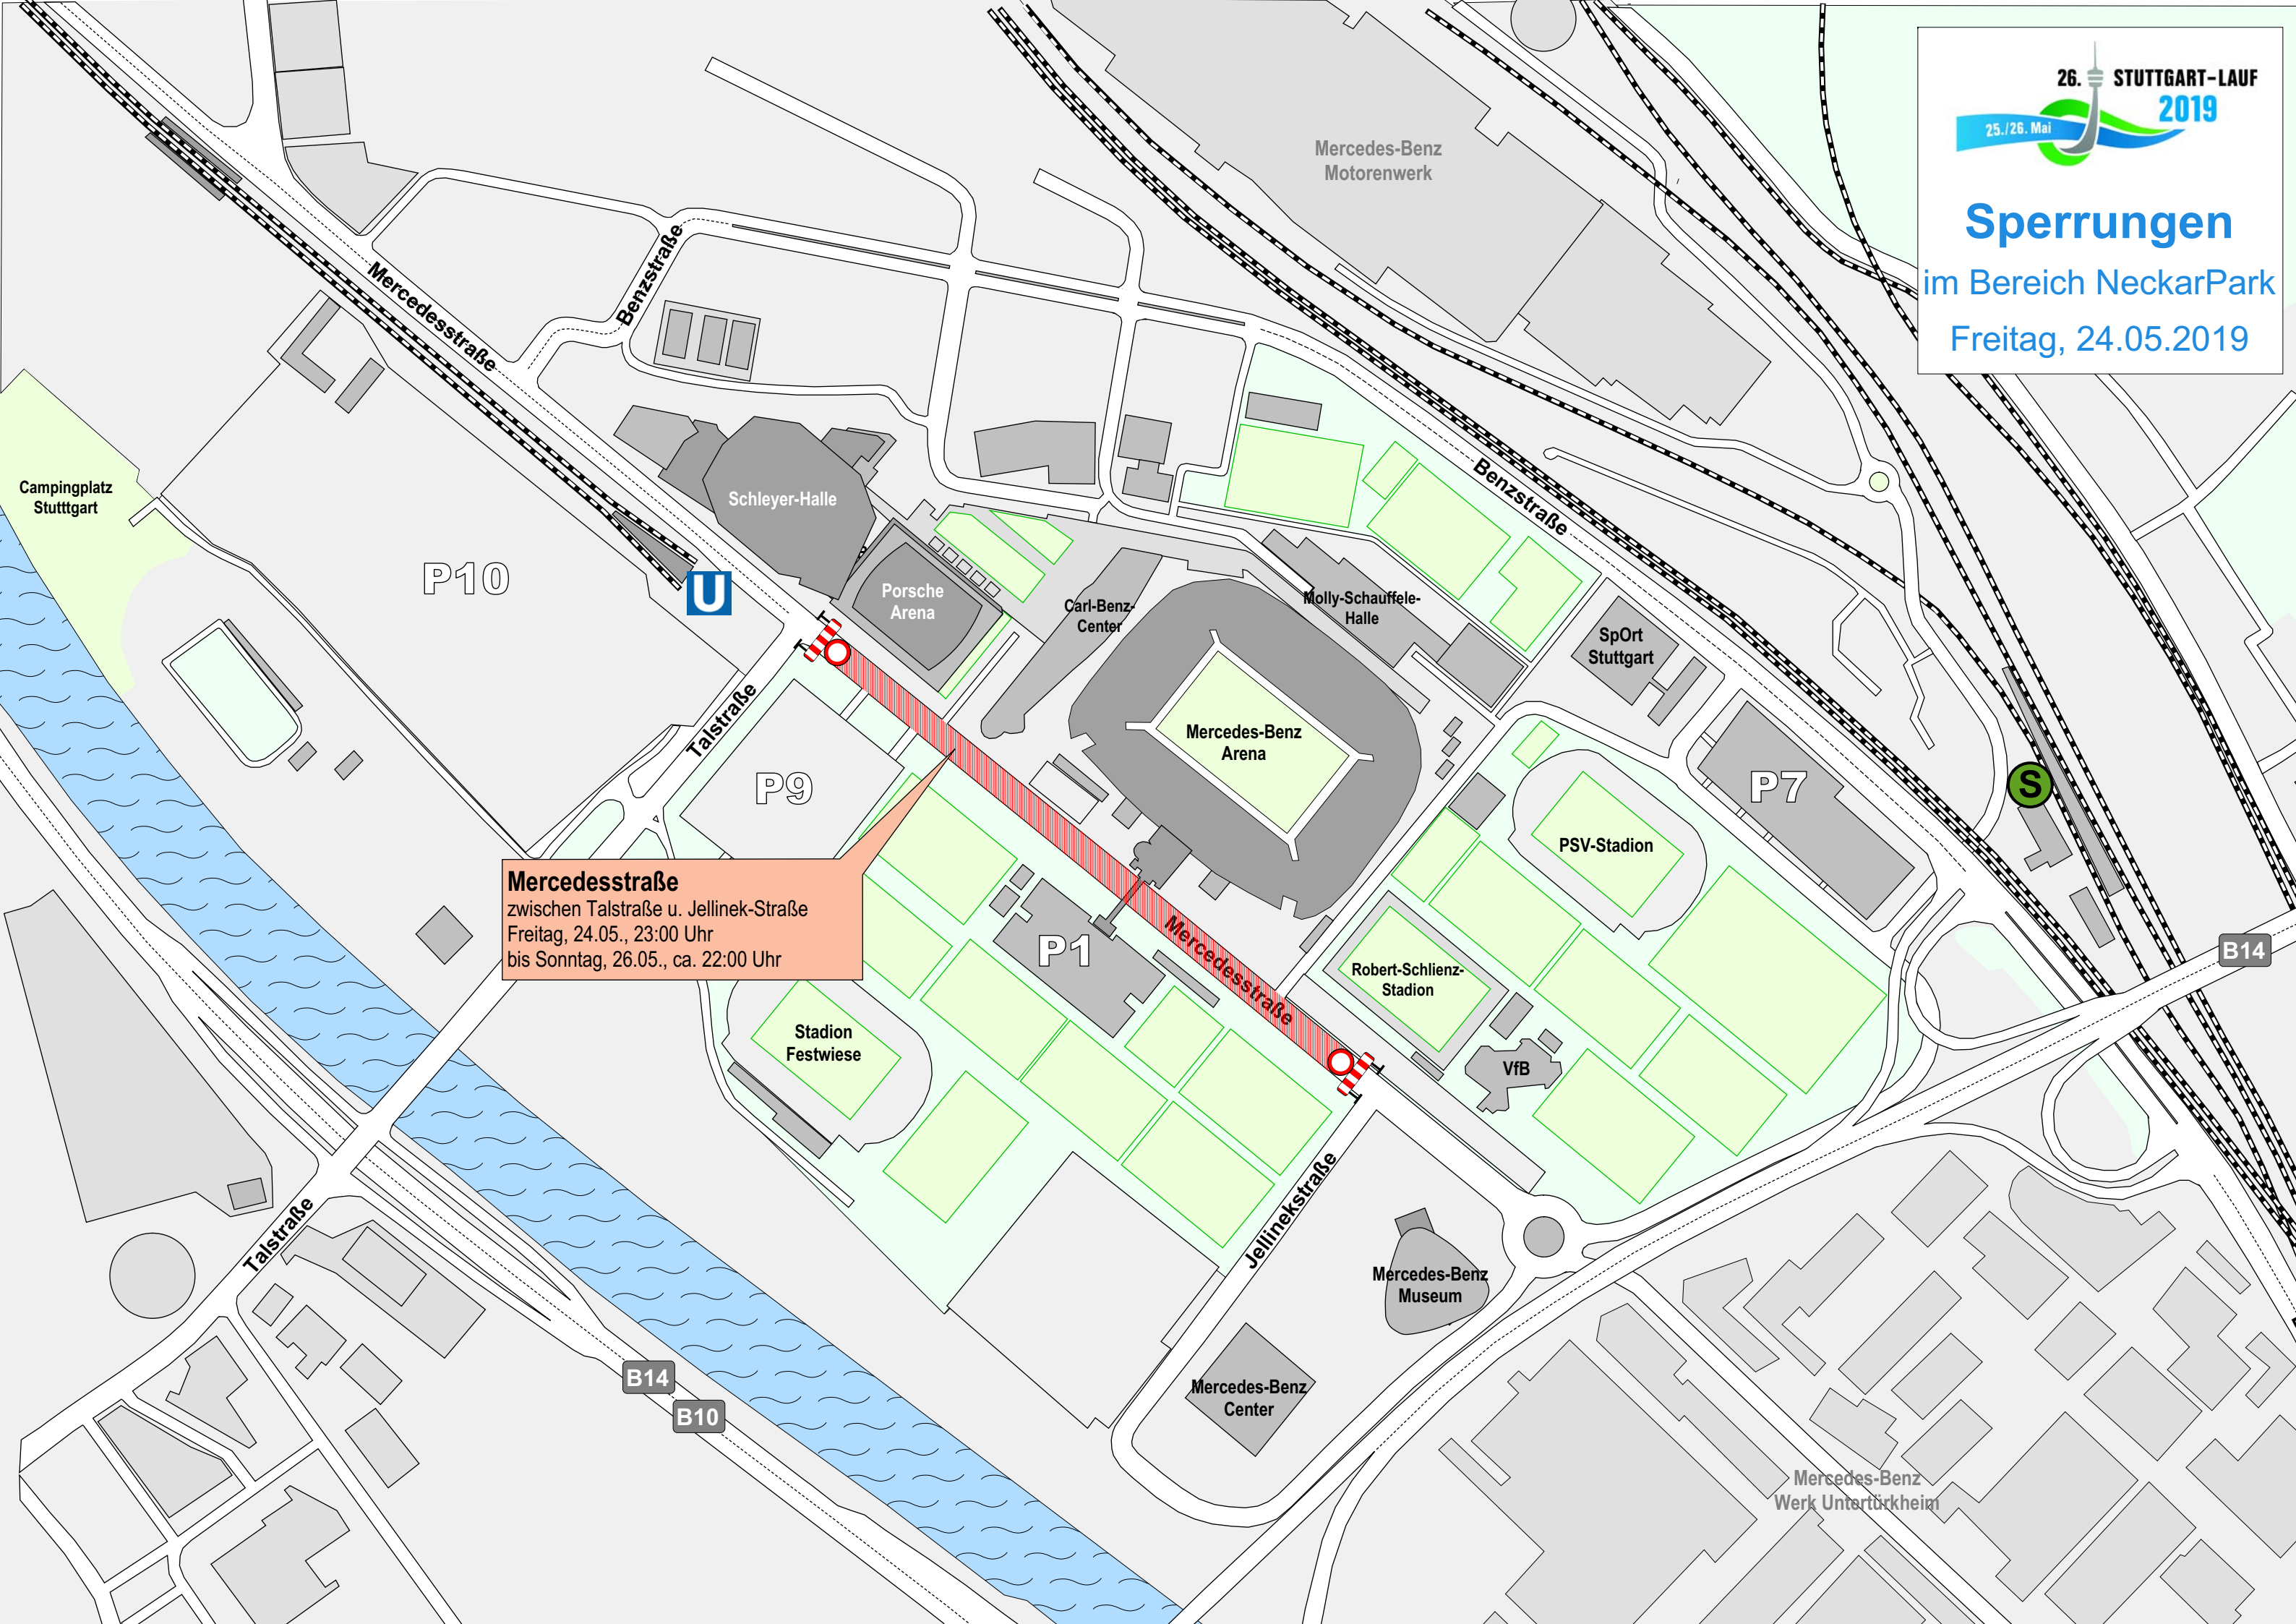 26. STUTTGART-LAUF
2019
25./26. Mai
Sperrungen
im Bereich NeckarPark
Freitag, 24.05.2019
Mercedes-Benz
Motorenwerk
Mercedesstraße
Benzstraße
Campingplatz
Stutttgart
P10
Schleyer-Halle
U
Porsche
Arena
Carl-Benz-
Center
Molly-Schauffele-
Halle
Benzstraße
SpOrt
Stuttgart
Mercedes-Benz
Arena
Talstraße
P9
P7
S
PSV-Stadion
Mercedesstraße
zwischen Talstraße u. Jellinek-Straße
Freitag, 24.05., 23:00 Uhr
bis Sonntag, 26.05., ca. 22:00 Uhr
P1
Mercedesstraße
Robert-Schlienz-
Stadion
B14
Stadion
Festwiese
VfB
Talstraße
Jellinekstraße
Mercedes-Benz
Museum
Mercedes-Benz
Center
B14
B10
Mercedes-Benz
Werk Untertürkheim